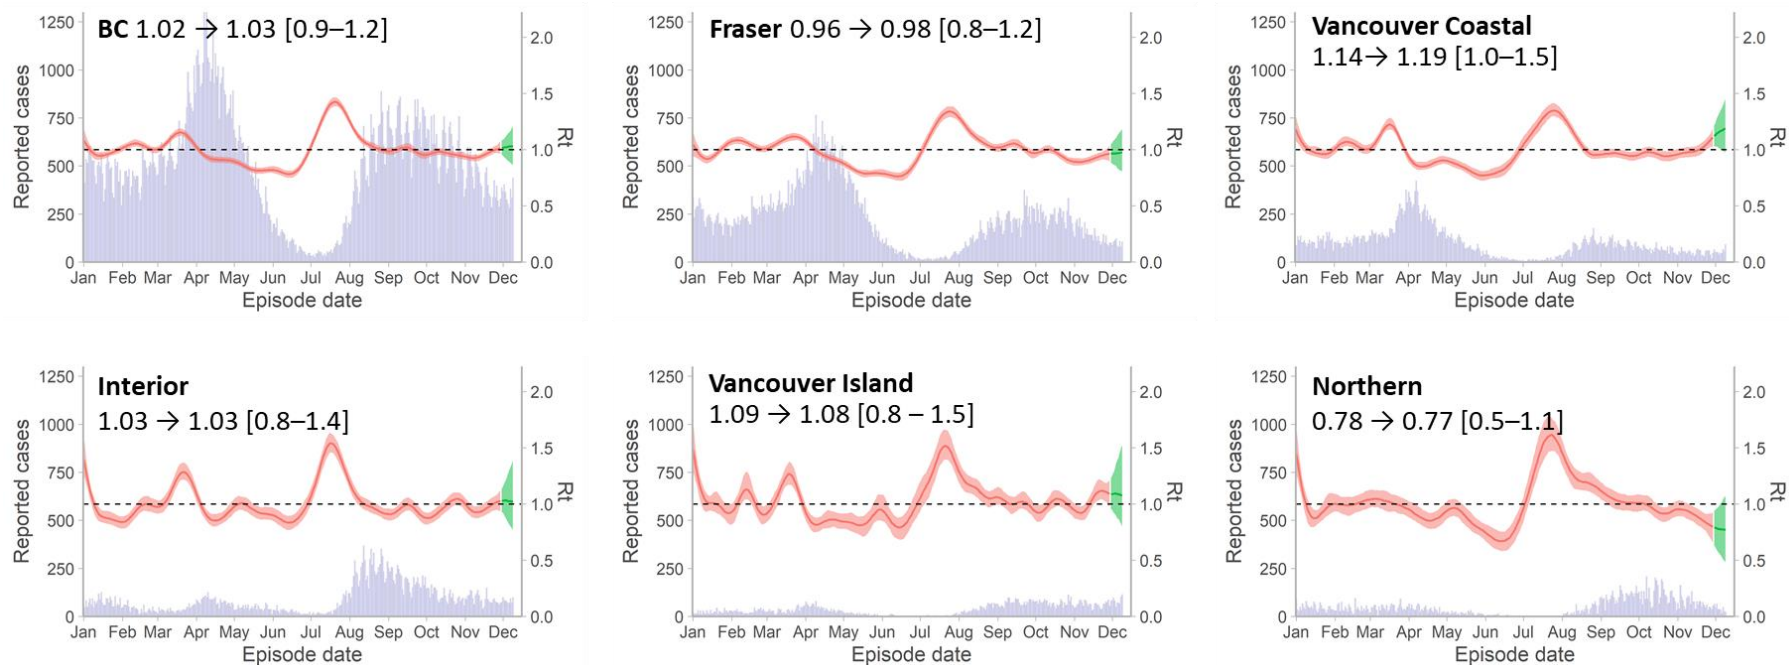 BC 1.02 → 1.03 [0.9–1.2]
1250
1000
750
500
250
0
Reported cases
2.0
1.5
1.0
0.5
0.0
Rt
Jan Feb Mar Apr May Jun Jul Aug Sep Oct Nov Dec
Episode date
Fraser 0.96 → 0.98 [0.8–1.2]
1250
1000
750
500
250
0
Reported cases
2.0
1.5
1.0
0.5
0.0
Rt
Jan Feb Mar Apr May Jun Jul Aug Sep Oct Nov Dec
Episode date
Vancouver Coastal
1.14→ 1.19 [1.0–1.5]
1250
1000
750
500
250
0
Reported cases
2.0
1.5
1.0
0.5
0.0
Rt
Jan Feb Mar Apr May Jun Jul Aug Sep Oct Nov Dec
Episode date
Interior
1.03 → 1.03 [0.8–1.4]
1250
1000
750
500
250
0
Reported cases
2.0
1.5
1.0
0.5
0.0
Rt
Jan Feb Mar Apr May Jun Jul Aug Sep Oct Nov Dec
Episode date
Vancouver Island
1.09 → 1.08 [0.8 – 1.5]
1250
1000
750
500
250
0
Reported cases
2.0
1.5
1.0
0.5
0.0
Rt
Jan Feb Mar Apr May Jun Jul Aug Sep Oct Nov Dec
Episode date
Northern
0.78 → 0.77 [0.5–1.1]
1250
1000
750
500
250
0
Reported cases
2.0
1.5
1.0
0.5
0.0
Rt
Jan Feb Mar Apr May Jun Jul Aug Sep Oct Nov Dec
Episode date